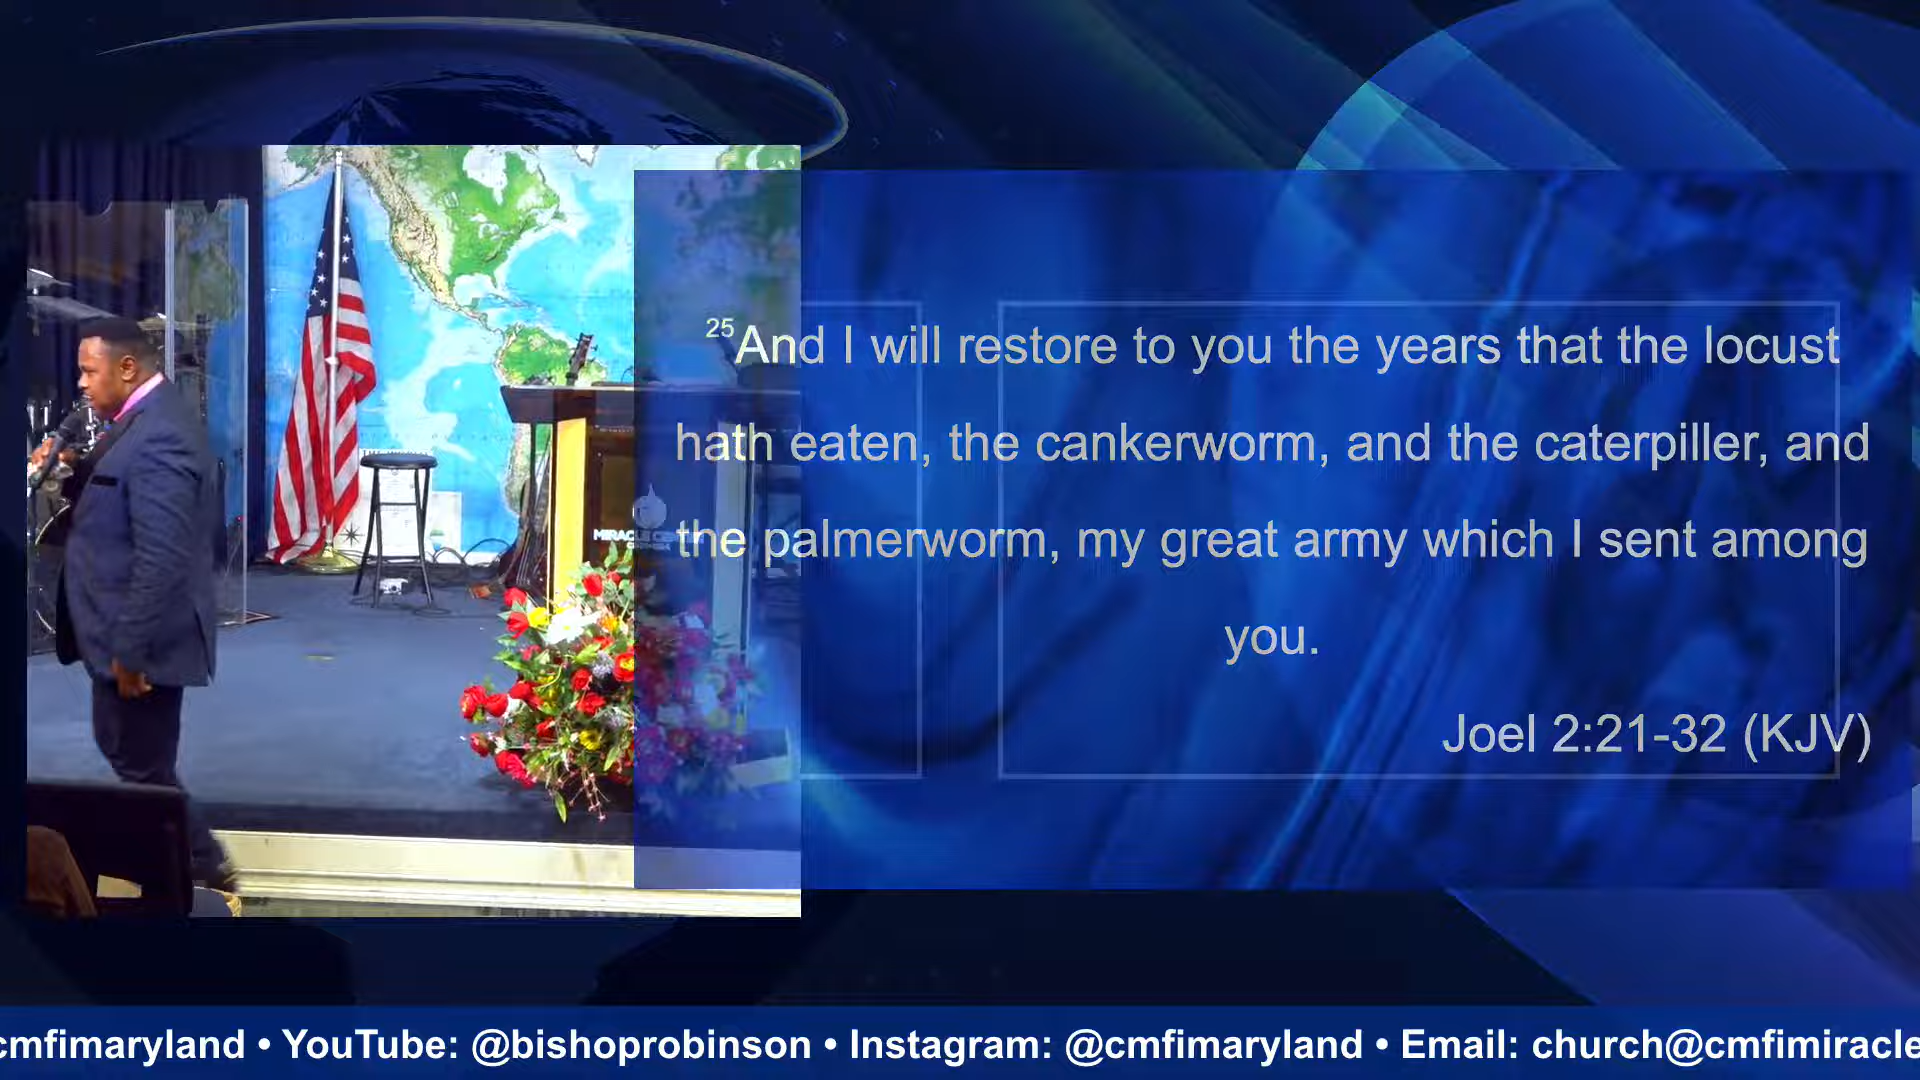 25And I will restore to you the years that the locust
hath eaten, the cankerworm, and the caterpiller, and
the palmerworm, my great army which I sent among
you.
Joel 2:21-32 (KJV)
cmfimaryland • YouTube: @bishoprobinson • Instagram: @cmfimaryland • Email: church@cmfimiracle